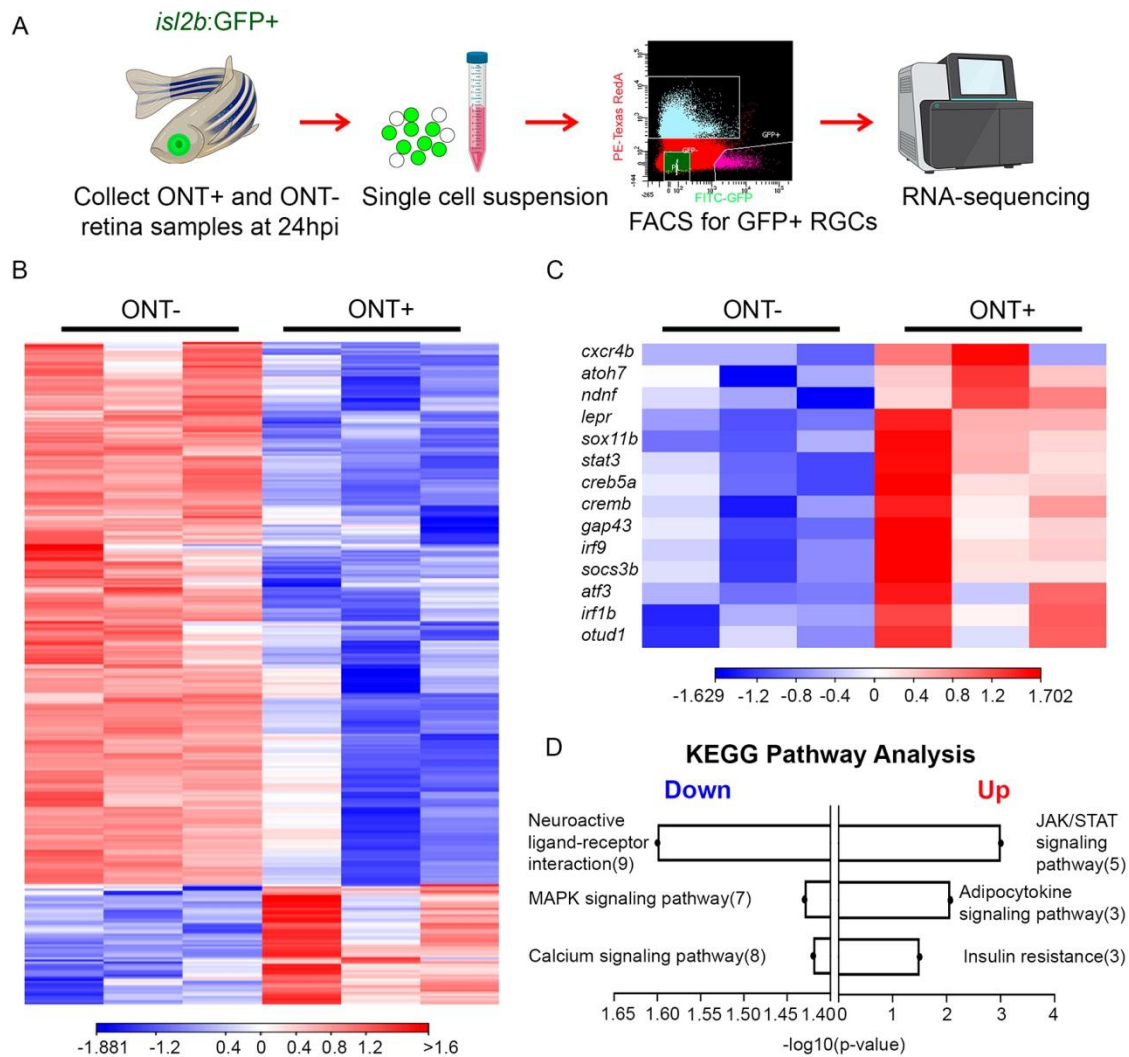 A
isl2b:GFP+
Collect ONT+ and ONT-
retina samples at 24hpi
Single cell suspension
PE-Texas RedA
GFP+
GFP-
FITC-GFP
FACS for GFP+ RGCs
RNA-sequencing
B
ONT-
ONT+
-1.881
-1.2
0.4
0
0.4
0.8
1.2
>1.6
C
ONT-
ONT+
cxcr4b
atoh7
ndnf
lepr
sox11b
stat3
creb5a
cremb
gap43
irf9
socs3b
atf3
irf1b
otud1
-1.629
-1.2
-0.8
-0.4
0
0.4
0.8
1.2
1.702
D
KEGG Pathway Analysis
Down
Up
Neuroactive
ligand-receptor
interaction(9)
MAPK signaling pathway(7)
Calcium signaling pathway(8)
JAK/STAT
signaling
pathway(5)
Adipocytokine
signaling pathway(3)
Insulin resistance(3)
1.65
1.60
1.55
1.50
1.45
1.40
0
1
2
3
4
-log10(p-value)